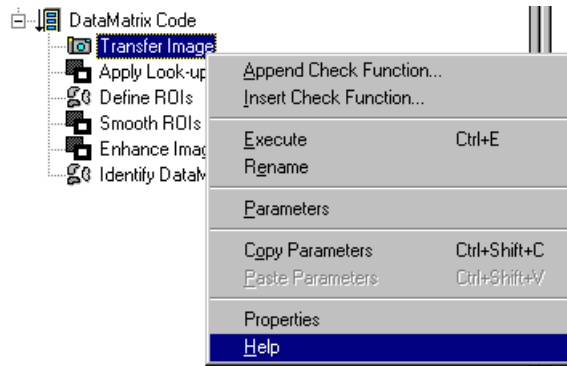 DataMatrix Code
Transfer Image
Apply Look-up
Define ROIs
Smooth ROIs
Enhance Imag
Identify DataM
Append Check Function...
Insert Check Function...
Execute Ctrl+E
Rename
Parameters
Copy Parameters Ctrl+Shift+C
Paste Parameters Ctrl+Shift+V
Properties
Help